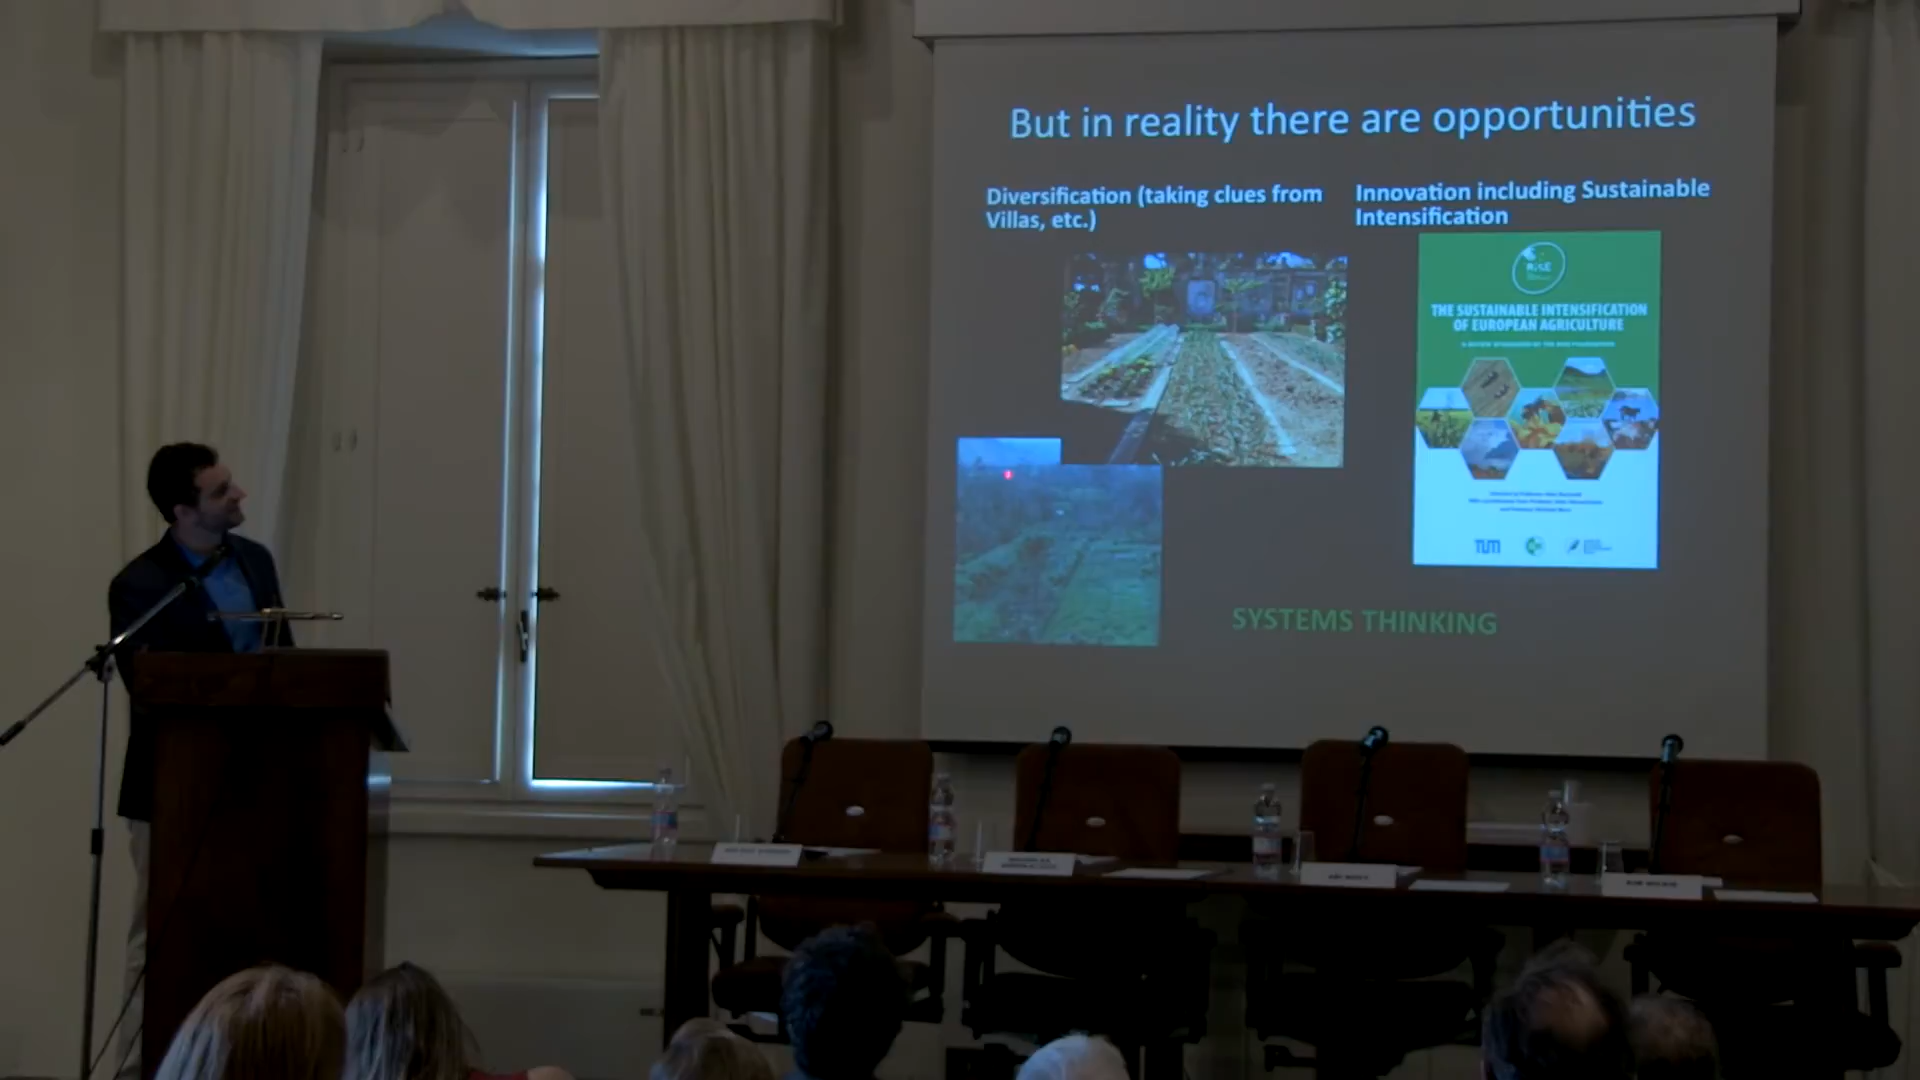 But in reality there are opportunities
Diversification (taking clues from
Villas, etc.)
Innovation including Sustainable
Intensification
RISE
THE SUSTAINABLE INTENSIFICATION
OF EUROPEAN AGRICULTURE
TUM
SYSTEMS THINKING